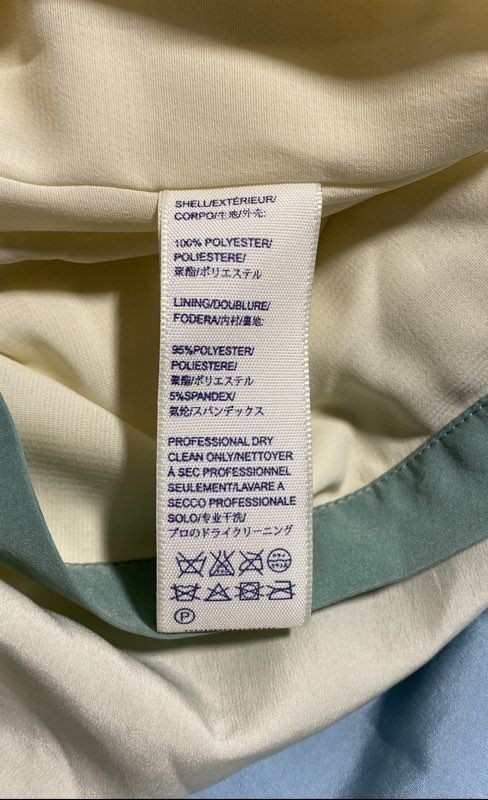 SHELL/EXTÉRIEUR/
CORPO/生地/外壳:
100% POLYESTER/
POLIESTERE/
聚酯/ポリエステル
LINING/DOUBLURE/
FODERA/内衬/裏地:
95%POLYESTER/
POLIESTERE/
聚酯/ポリエステル
5%SPANDEX/
氨纶/スパンデックス
PROFESSIONAL DRY
CLEAN ONLY/NETTOYER
À SEC PROFESSIONNEL
SEULEMENT/LAVARE A
SECCO PROFESSIONALE
SOLO/专业干洗/
プロのドライクリーニング
P